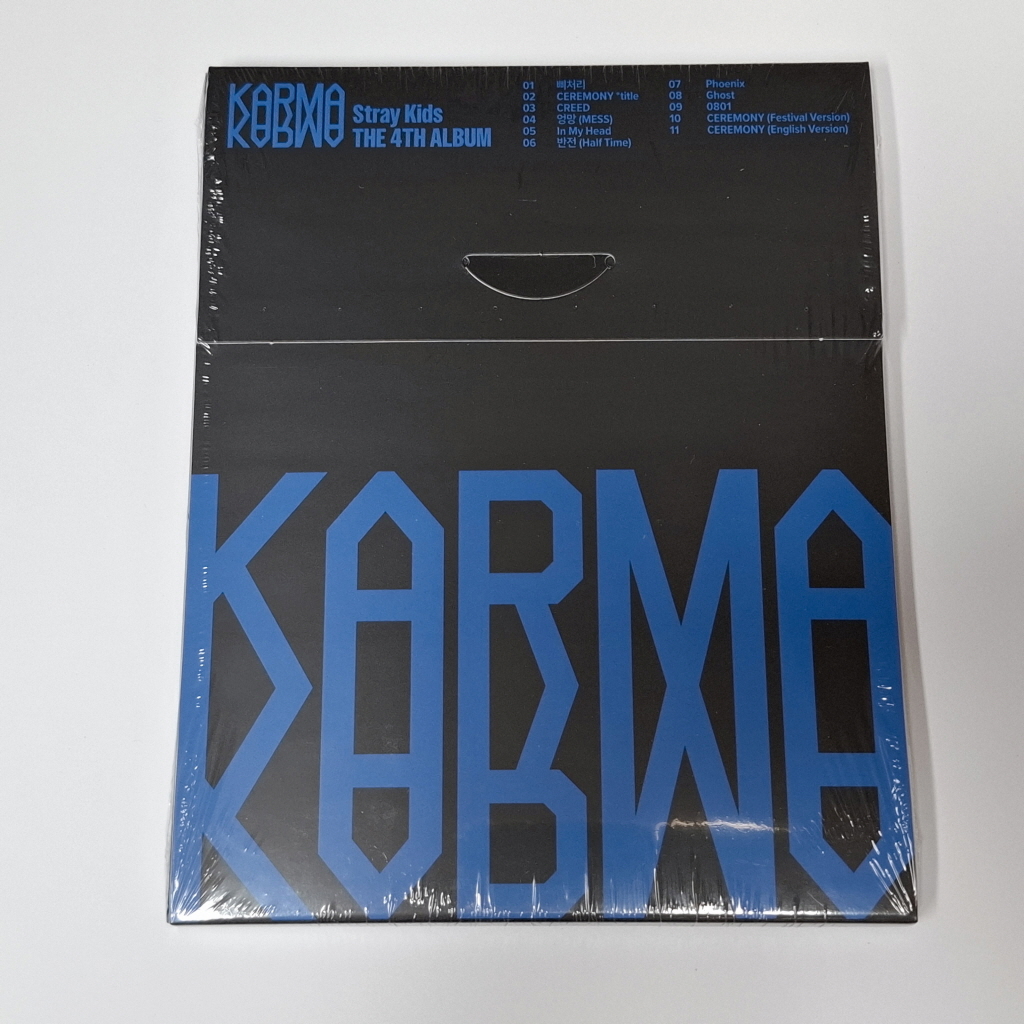 KARMA
Stray Kids
THE 4TH ALBUM
01 삐처리
02 CEREMONY *title
03 CREED
04 엉망 (MESS)
05 In My Head
06 반전 (Half Time)
07 Phoenix
08 Ghost
09 0801
10 CEREMONY (Festival Version)
11 CEREMONY (English Version)
KARMA